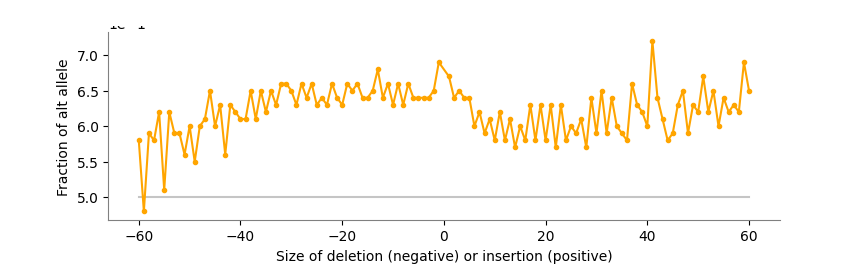 7.0
6.5
6.0
5.5
5.0
Fraction of alt allele
−60 −40 −20 0 20 40 60
Size of deletion (negative) or insertion (positive)